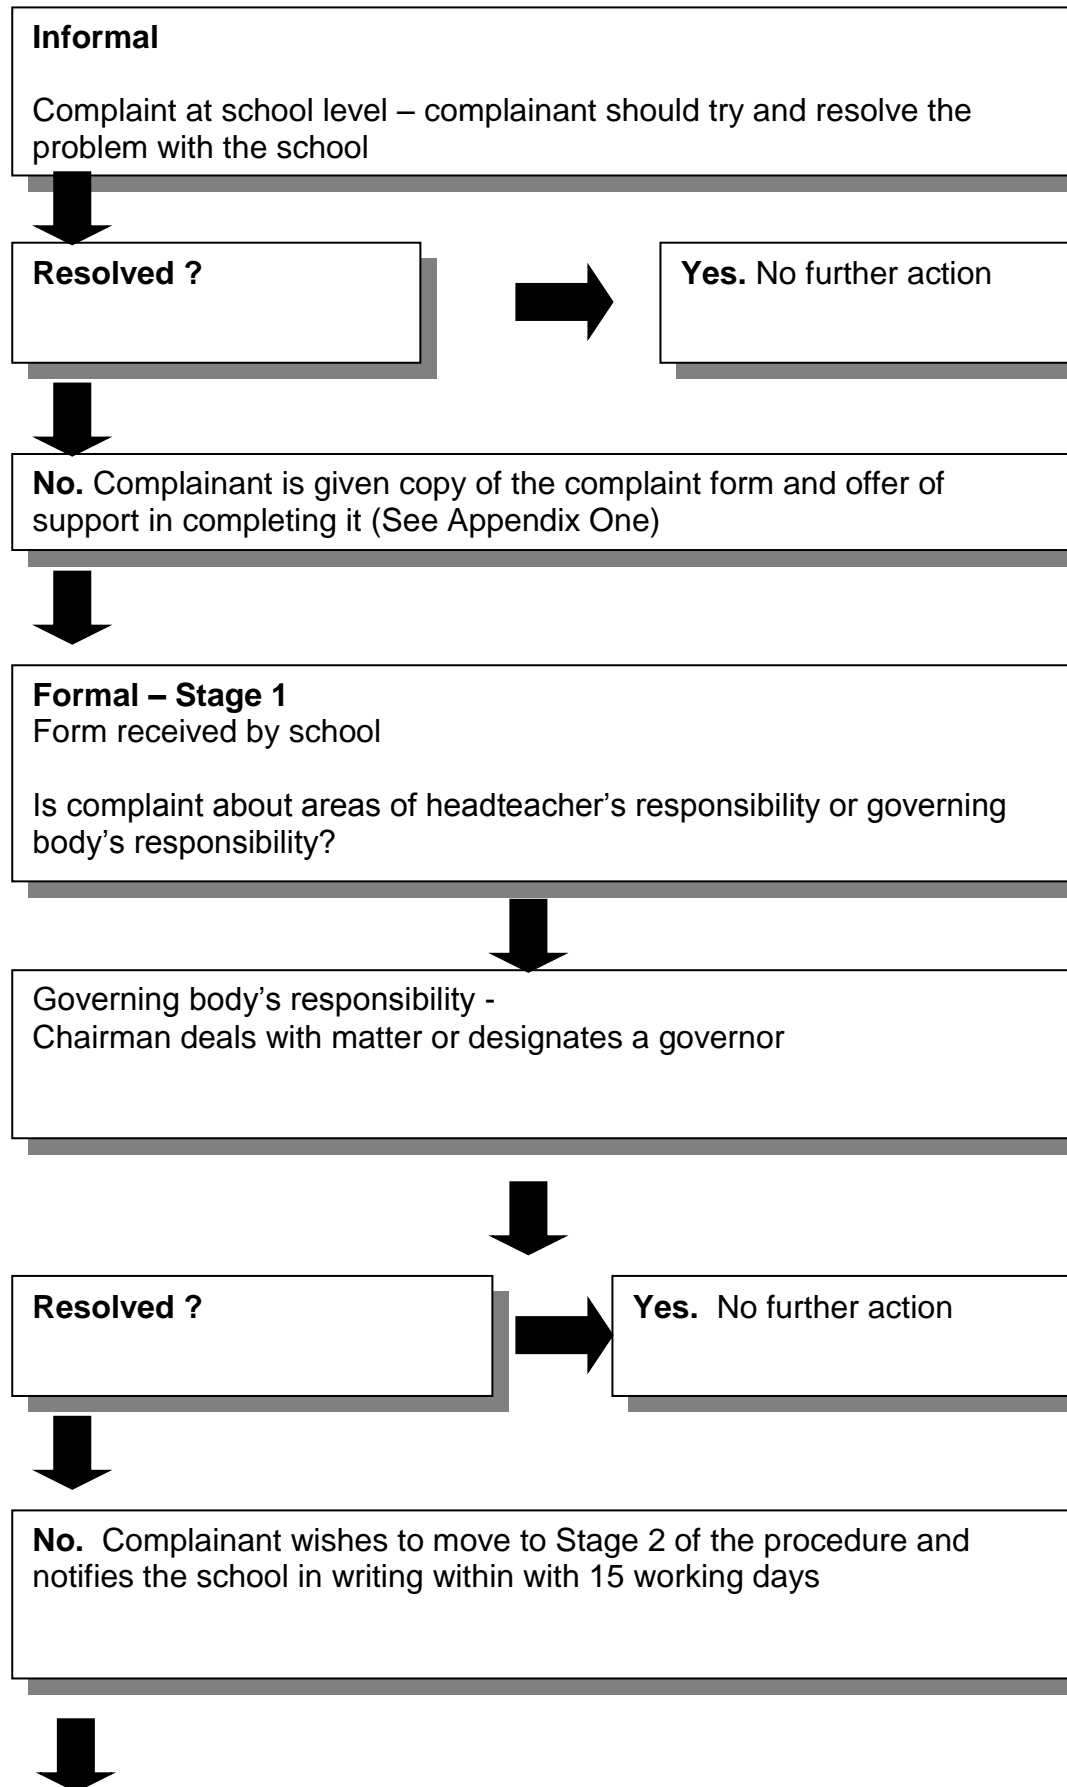 Informal
Complaint at school level – complainant should try and resolve the
problem with the school
Resolved ?
Yes. No further action
No. Complainant is given copy of the complaint form and offer of
support in completing it (See Appendix One)
Formal – Stage 1
Form received by school
Is complaint about areas of headteacher’s responsibility or governing
body’s responsibility?
Governing body’s responsibility -
Chairman deals with matter or designates a governor
Resolved ?
Yes. No further action
No. Complainant wishes to move to Stage 2 of the procedure and
notifies the school in writing within with 15 working days